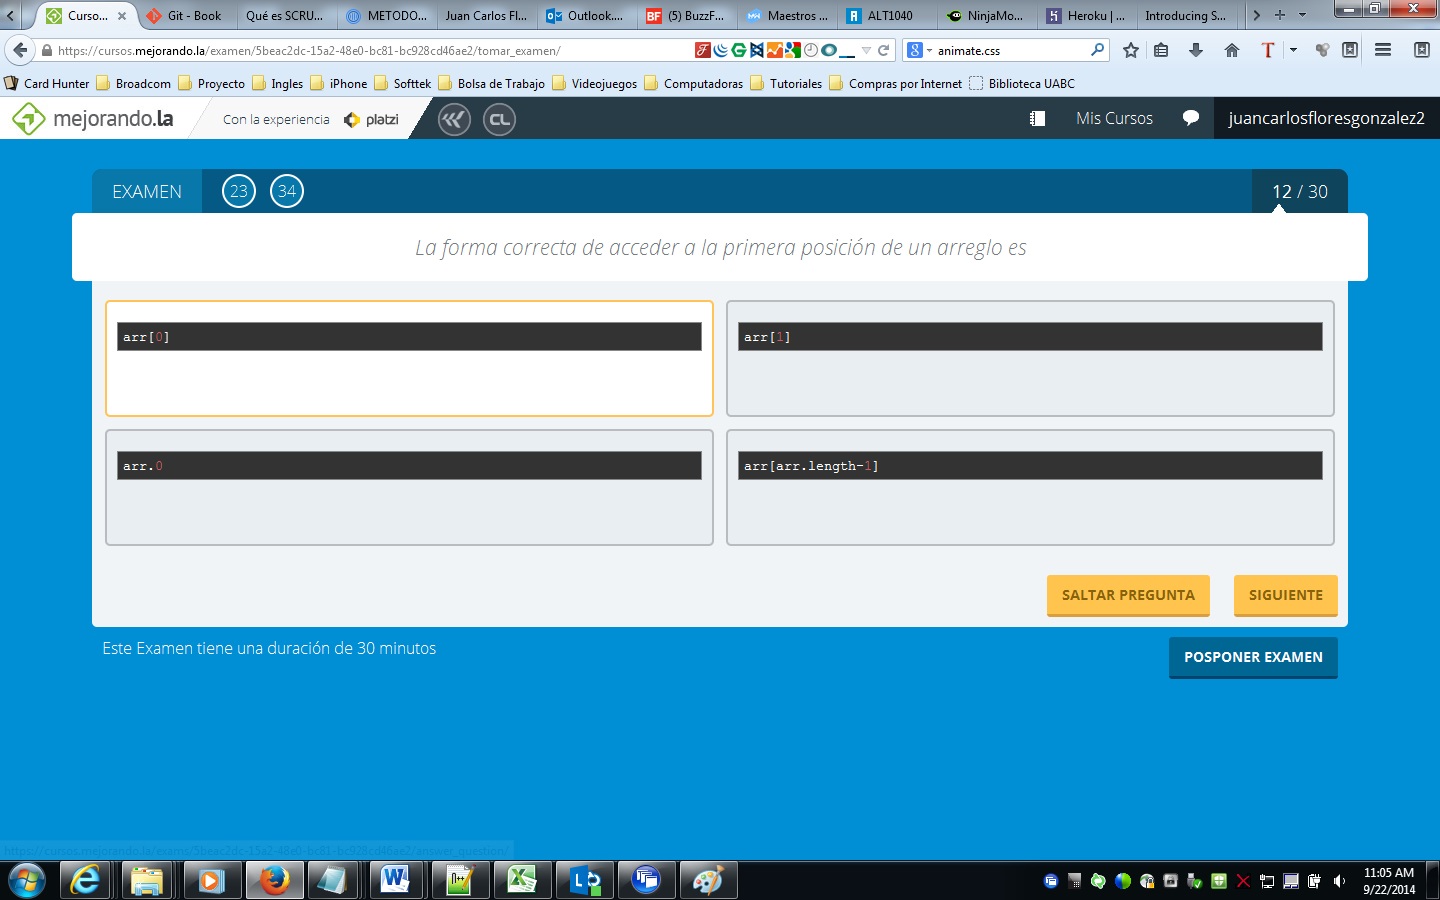 Curso...
Git - Book
Qué es SCRU...
METODO...
Juan Carlos Fl...
Outlook....
(5) BuzzF...
Maestros ...
ALT1040
NinjaMo...
Heroku | ...
Introducing S...
https://cursos.mejorando.la/examen/5beac2dc-15a2-48e0-bc81-bc928cd46ae2/tomar_examen/
animate.css
Card Hunter
Broadcom
Proyecto
Ingles
iPhone
Softtek
Bolsa de Trabajo
Videojuegos
Computadoras
Tutoriales
Compras por Internet
Biblioteca UABC
mejorando.la
Con la experiencia
platzi
CL
Mis Cursos
juancarlosfloresgonzalez2
EXAMEN
23
34
12 / 30
La forma correcta de acceder a la primera posición de un arreglo es
arr[0]
arr[1]
arr.0
arr[arr.length-1]
SALTAR PREGUNTA
SIGUIENTE
Este Examen tiene una duración de 30 minutos
POSPONER EXAMEN
https://cursos.mejorando.la/exams/5beac2dc-15a2-48e0-bc81-bc928cd46ae2/answer_question/
11:05 AM
9/22/2014